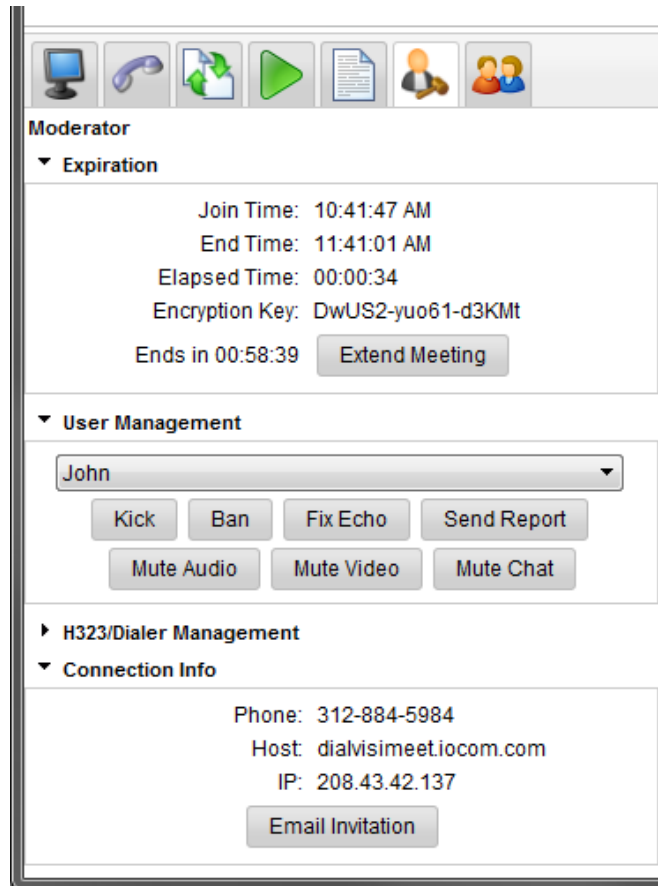 Moderator
Expiration
Join Time: 10:41:47 AM
End Time: 11:41:01 AM
Elapsed Time: 00:00:34
Encryption Key: DwUS2-yuo61-d3KMt
Ends in 00:58:39 Extend Meeting
User Management
John
Kick Ban Fix Echo Send Report
Mute Audio Mute Video Mute Chat
H323/Dialer Management
Connection Info
Phone: 312-884-5984
Host: dialvisimeet.iocom.com
IP: 208.43.42.137
Email Invitation